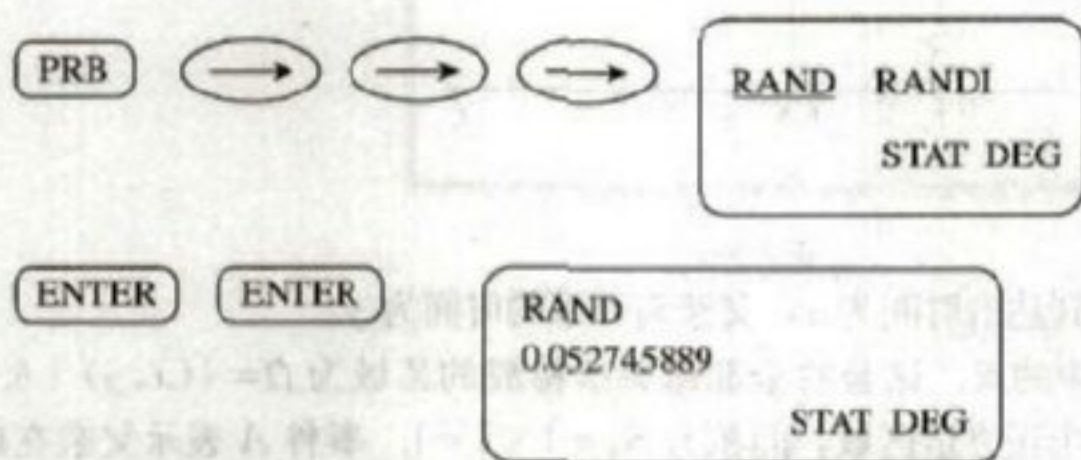 PRB → → → RAND RANDI
STAT DEG
ENTER ENTER RAND
0.052745889
STAT DEG